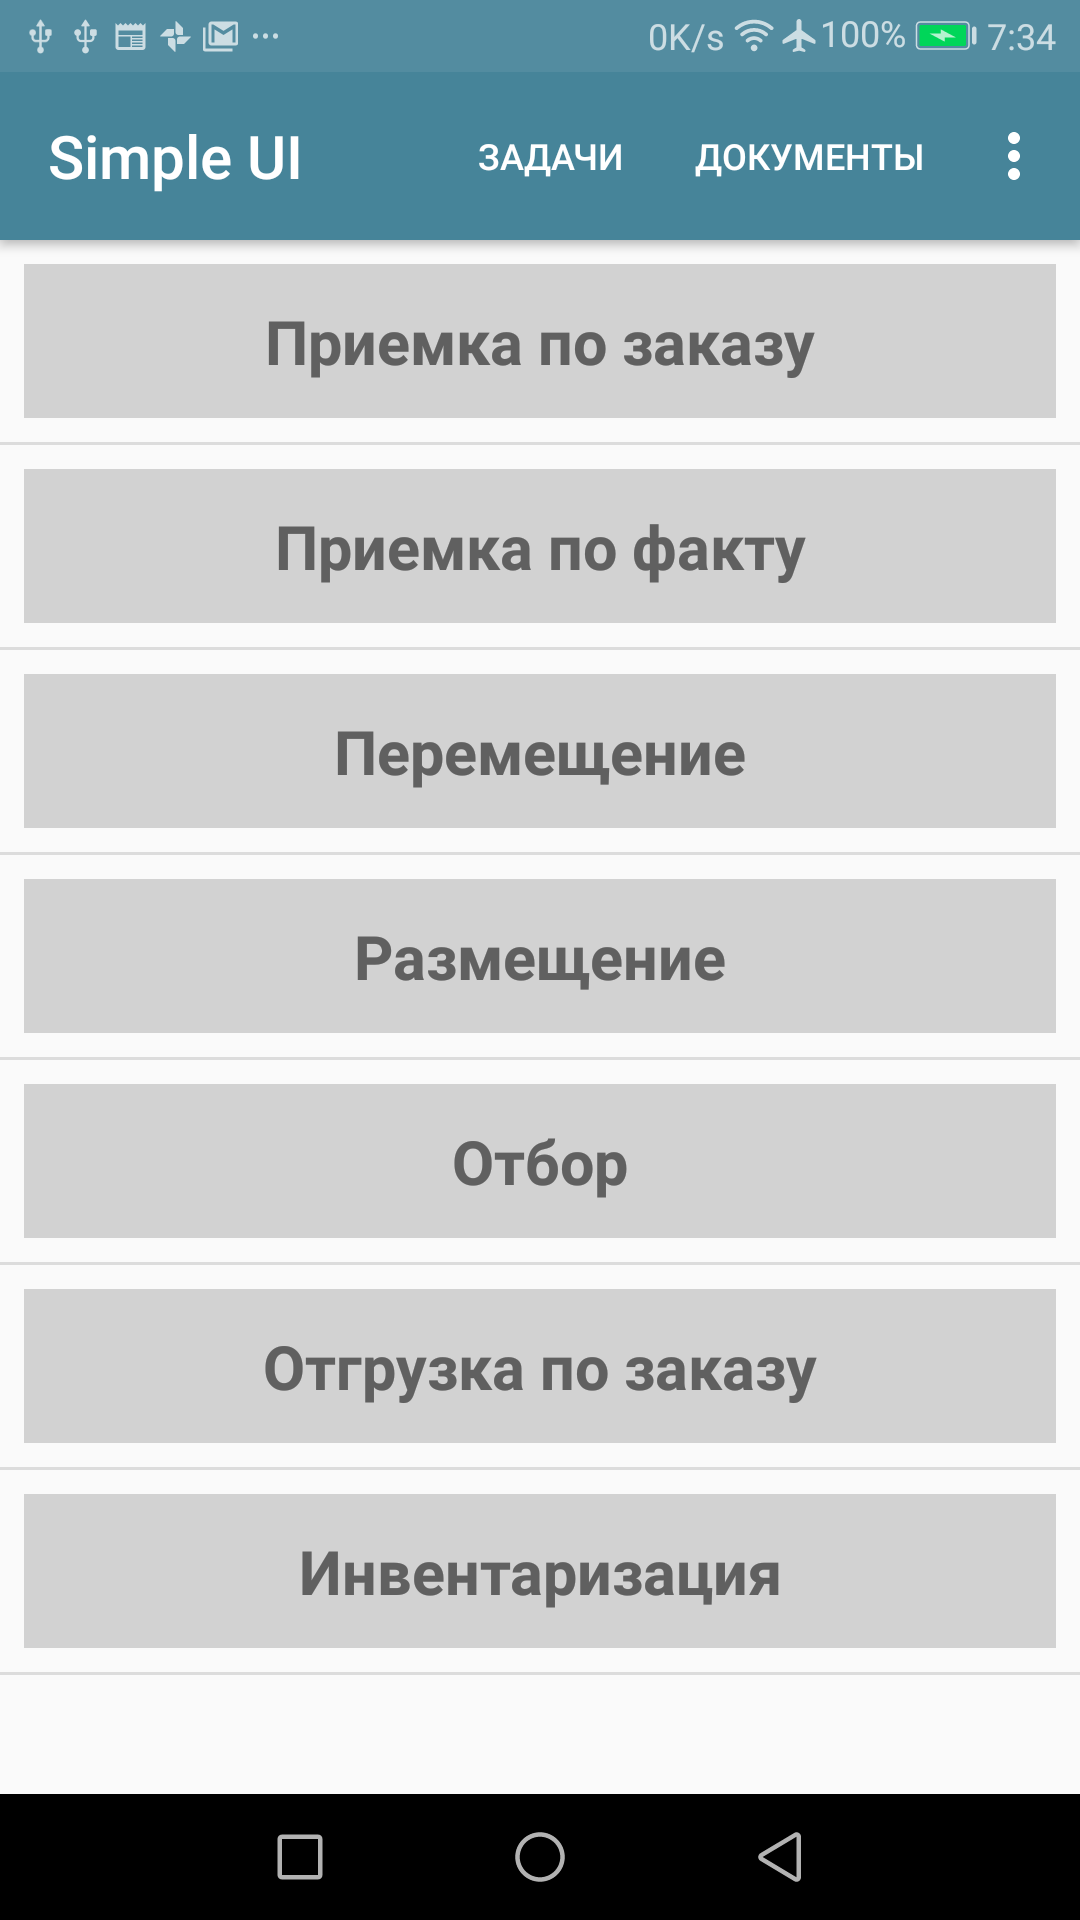 0K/s 100% 7:34
Simple UI ЗАДАЧИ ДОКУМЕНТЫ
Приемка по заказу
Приемка по факту
Перемещение
Размещение
Отбор
Отгрузка по заказу
Инвентаризация